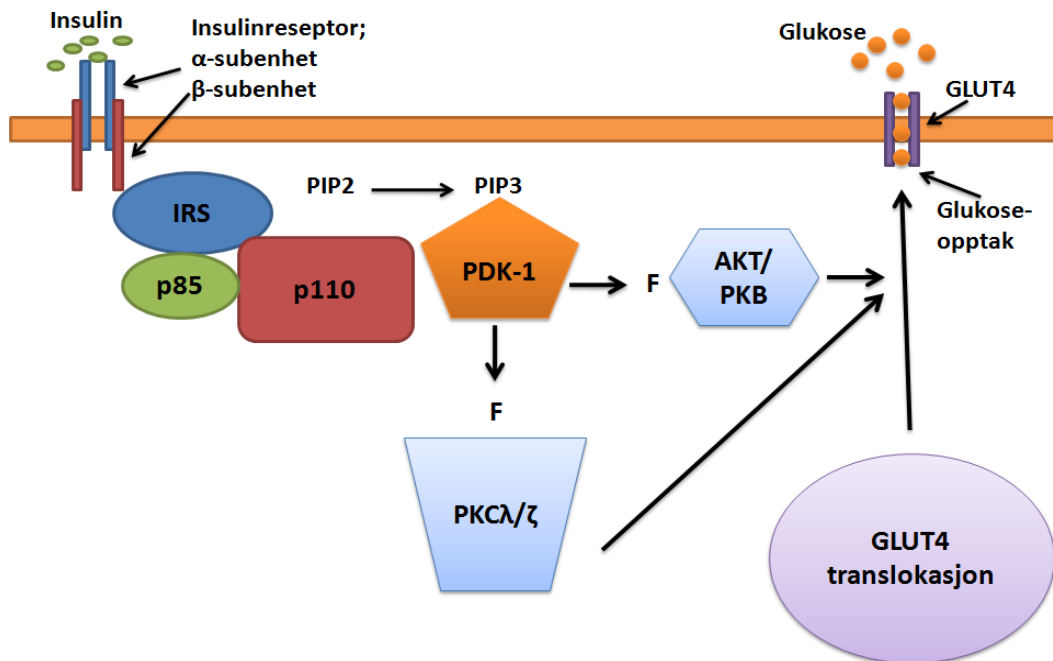 Insulin
Insulinreseptor;
α-subenhet
β-subenhet
Glukose
GLUT4
Glukose-
opptak
PIP2
PIP3
IRS
p85
p110
PDK-1
F
AKT/
PKB
F
PKCλ/ζ
GLUT4
translokasjon